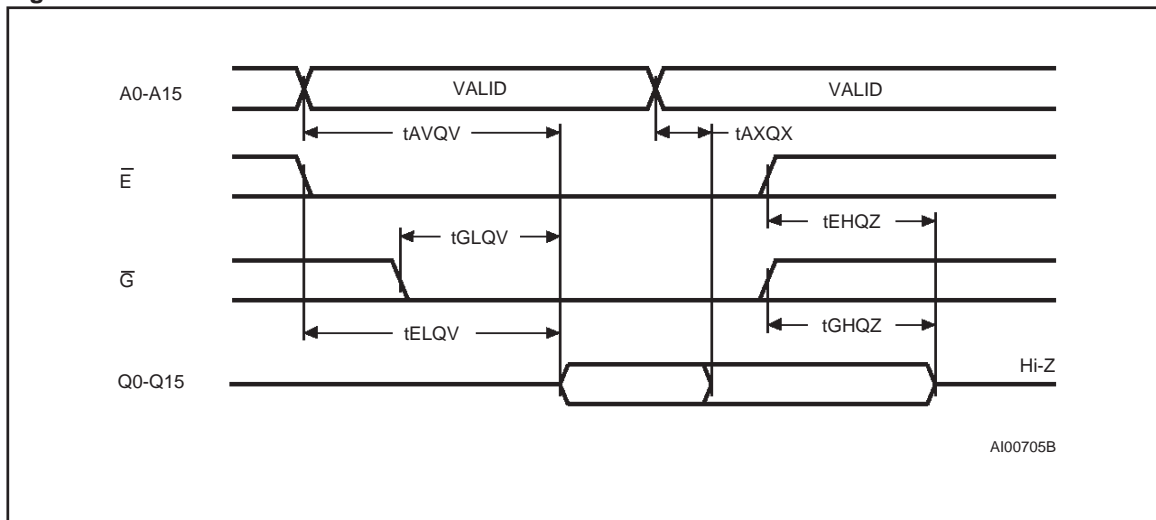 A0-A15
VALID
VALID
tAVQV
tAXQX
E
tEHQZ
tGLQV
G
tGHQZ
tELQV
Hi-Z
Q0-Q15
AI00705B